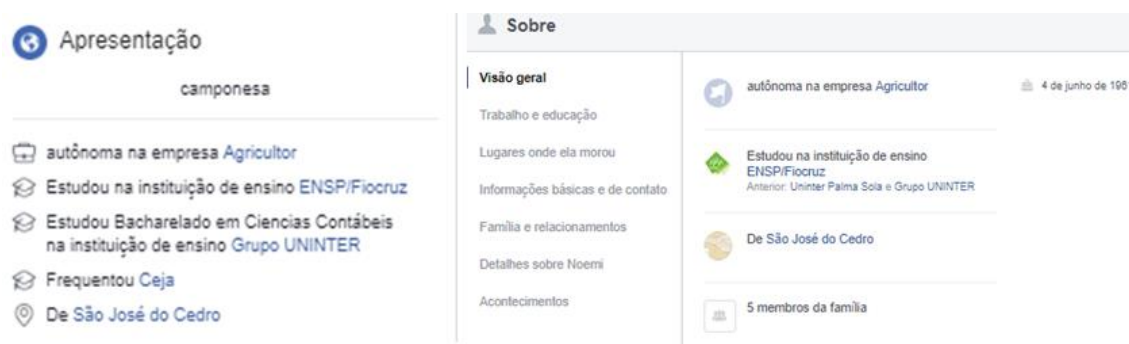 Apresentação
camponesa
autônoma na empresa Agricultor
Estudou na instituição de ensino ENSP/Fiocruz
Estudou Bacharelado em Ciencias Contábeis
na instituição de ensino Grupo UNINTER
Frequentou Ceja
De São José do Cedro
Sobre
Visão geral
Trabalho e educação
Lugares onde ela morou
Informações básicas e de contato
Família e relacionamentos
Detalhes sobre Noemi
Acontecimentos
autônoma na empresa Agricultor
Estudou na instituição de ensino
ENSP/Fiocruz
Anterior: Uninter Palma Sola e Grupo UNINTER
De São José do Cedro
5 membros da família
4 de junho de